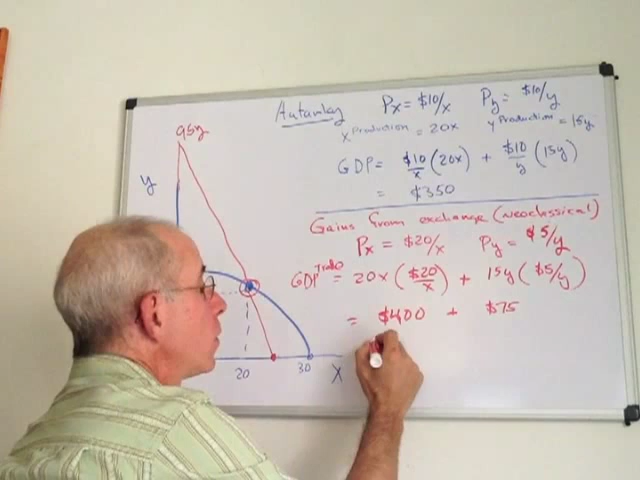 Autarky Px = $10/x Py = $10/y
x Production = 20x y Production = 15y
GDP = $10/x (20x) + $10/y (15y)
= $350
Gains from exchange (neoclassical)
Px = $20/x Py = $5/y
GDP Trade = 20x ($20/x) + 15y ($5/y)
= $400 + $75
95y
y
20
30
X